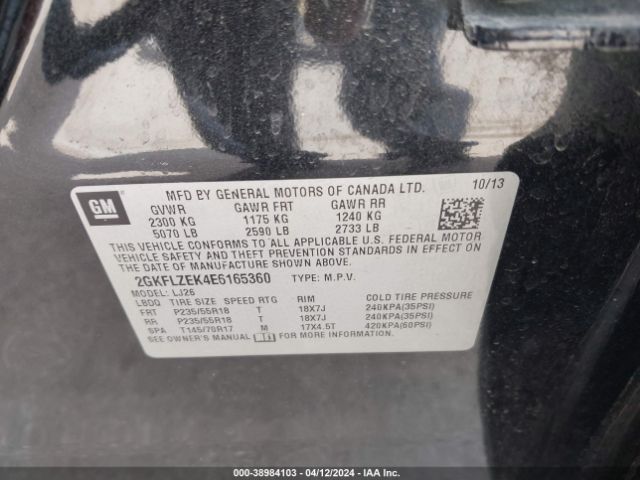 GM
MFD BY GENERAL MOTORS OF CANADA LTD. 10/13
GVWR GAWR FRT GAWR RR
2300 KG 1175 KG 1240 KG
5070 LB 2590 LB 2733 LB
THIS VEHICLE CONFORMS TO ALL APPLICABLE U.S. FEDERAL MOTOR
VEHICLE SAFETY AND THEFT PREVENTION STANDARDS IN EFFECT ON
THE DATE OF MANUFACTURE SHOWN ABOVE.
2GKFLZEK4E6165360 TYPE: M.P.V.
MODEL: LJ26
LBDQ TIRE SIZE SPEED RTG RIM COLD TIRE PRESSURE
FRT P235/55R18 T 18X7J 240KPA(35PSI)
RR P235/55R18 T 18X7J 240KPA(35PSI)
SPA T145/70R17 M 17X4.5T 420KPA(60PSI)
SEE OWNER'S MANUAL
000-38984103 - 04/12/2024 - IAA Inc.